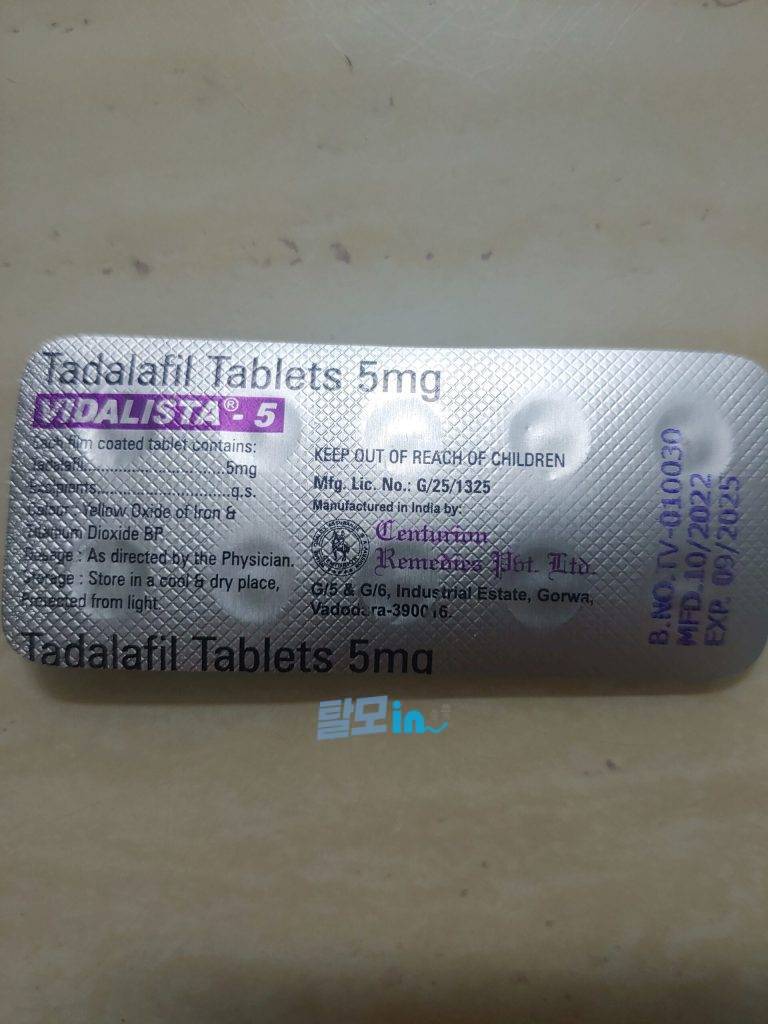 Tadalafil Tablets 5mg
VIDALISTA® - 5
Each film coated tablet contains:
Tadalafil..............................5mg
Excipients.............................q.s.
Colour : Yellow Oxide of Iron &
Titanium Dioxide BP
Dosage : As directed by the Physician.
Storage : Store in a cool & dry place,
Protected from light.
KEEP OUT OF REACH OF CHILDREN
Mfg. Lic. No.: G/25/1325
Manufactured in India by:
Centurion
Remedies Pvt. Ltd.
G/5 & G/6, Industrial Estate, Gorwa,
Vadodara-390016.
B.NO.TV-010030
MFD.10/2022
EXP. 09/2025
Tadalafil Tablets 5mg
탈모in